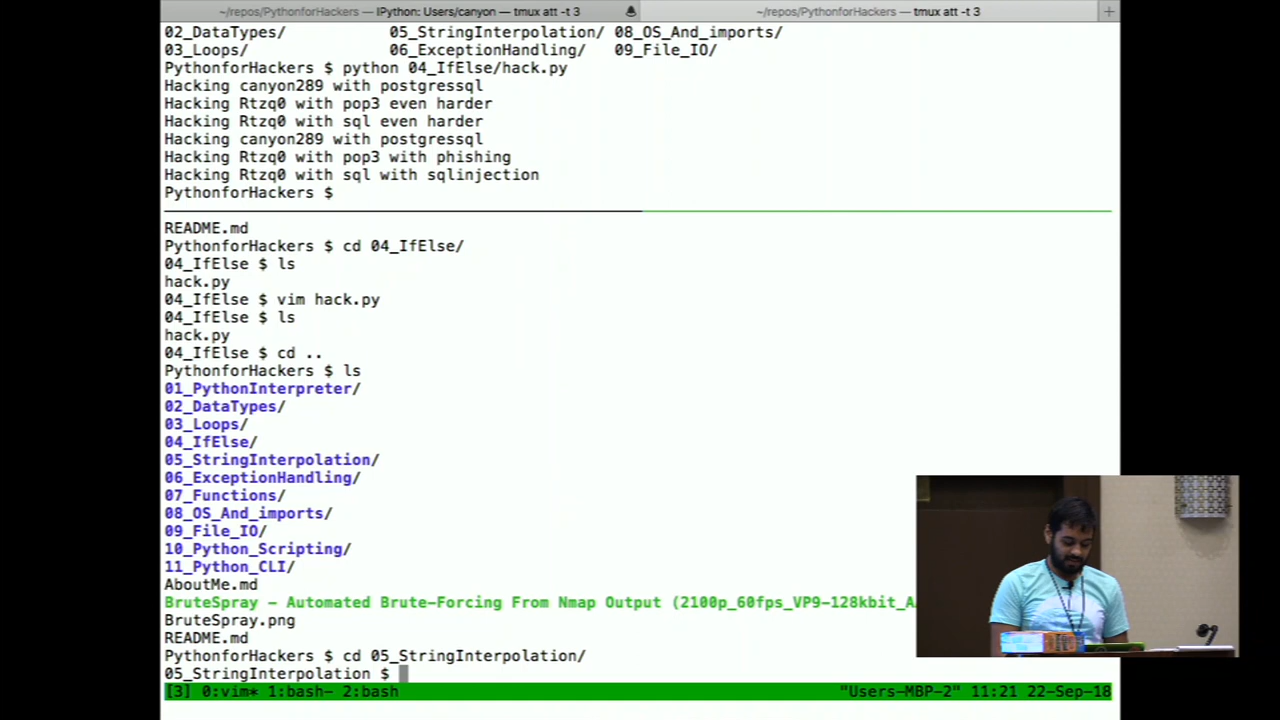 ~/repos/PythonforHackers — IPython: Users/canyon — tmux att -t 3
~/repos/PythonforHackers — tmux att -t 3
02_DataTypes/ 05_StringInterpolation/ 08_OS_And_imports/
03_Loops/ 06_ExceptionHandling/ 09_File_IO/
PythonforHackers $ python 04_IfElse/hack.py
Hacking canyon289 with postgressql
Hacking Rtzq0 with pop3 even harder
Hacking Rtzq0 with sql even harder
Hacking canyon289 with postgressql
Hacking Rtzq0 with pop3 with phishing
Hacking Rtzq0 with sql with sqlinjection
PythonforHackers $
README.md
PythonforHackers $ cd 04_IfElse/
04_IfElse $ ls
hack.py
04_IfElse $ vim hack.py
04_IfElse $ ls
hack.py
04_IfElse $ cd ..
PythonforHackers $ ls
01_PythonInterpreter/
02_DataTypes/
03_Loops/
04_IfElse/
05_StringInterpolation/
06_ExceptionHandling/
07_Functions/
08_OS_And_imports/
09_File_IO/
10_Python_Scripting/
11_Python_CLI/
AboutMe.md
BruteSpray - Automated Brute-Forcing From Nmap Output (2100p_60fps_VP9-128kbit_A
BruteSpray.png
README.md
PythonforHackers $ cd 05_StringInterpolation/
05_StringInterpolation $
[3] 0:vim* 1:bash- 2:bash "Users-MBP-2" 11:21 22-Sep-18